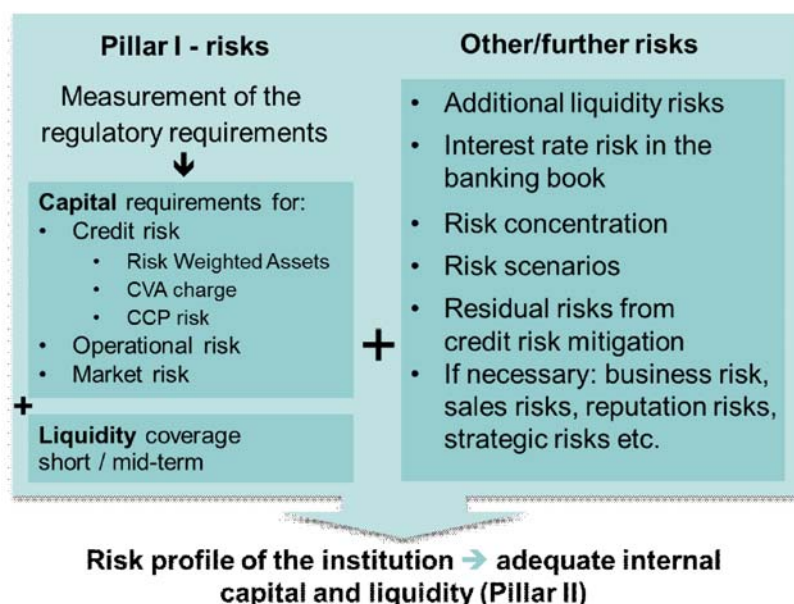 Pillar I - risks
Measurement of the
regulatory requirements
Capital requirements for:
• Credit risk
• Risk Weighted Assets
• CVA charge
• CCP risk
• Operational risk
• Market risk
+
Liquidity coverage
short / mid-term
+
Other/further risks
• Additional liquidity risks
• Interest rate risk in the
banking book
• Risk concentration
• Risk scenarios
• Residual risks from
credit risk mitigation
• If necessary: business risk,
sales risks, reputation risks,
strategic risks etc.
Risk profile of the institution → adequate internal
capital and liquidity (Pillar II)